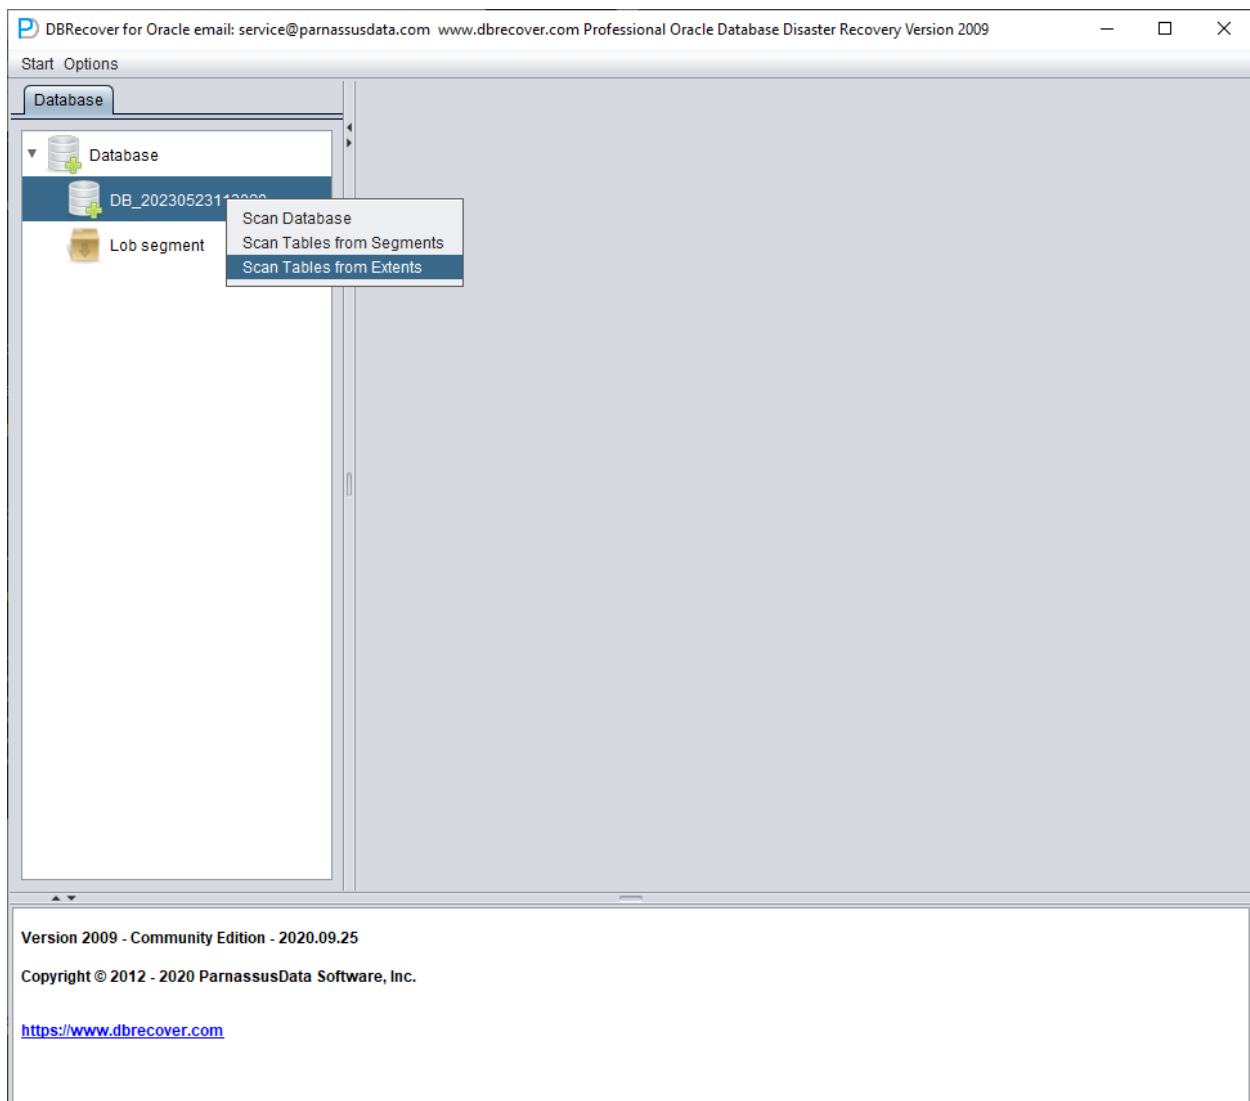 DBRecover for Oracle email: service@parnassusdata.com www.dbrecover.com Professional Oracle Database Disaster Recovery Version 2009
Start Options
Database
Database
Scan Database
Lob segment
Scan Tables from Segments
Scan Tables from Extents
Version 2009 - Community Edition - 2020.09.25
Copyright © 2012 - 2020 ParnassusData Software, Inc.
https://www.dbrecover.com